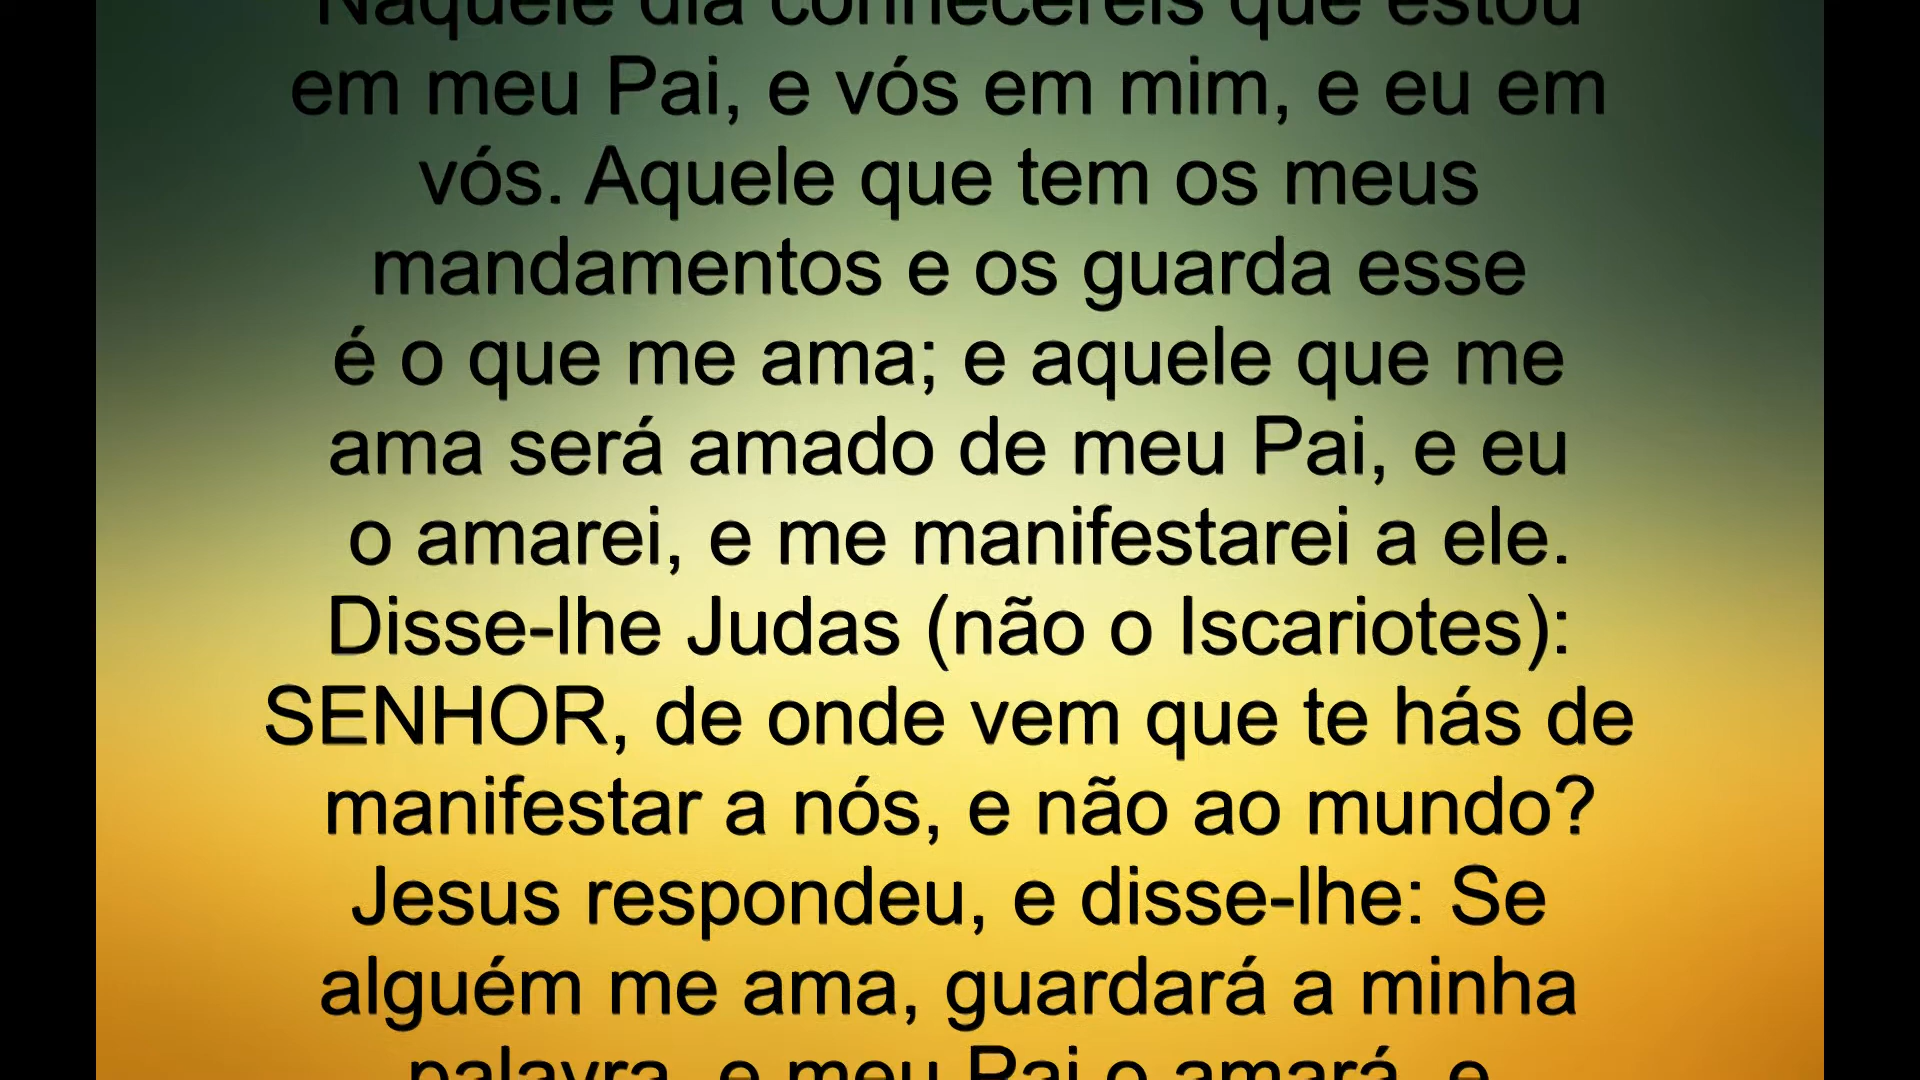 Naquele dia conhecereis que estou
em meu Pai, e vós em mim, e eu em
vós. Aquele que tem os meus
mandamentos e os guarda esse
é o que me ama; e aquele que me
ama será amado de meu Pai, e eu
o amarei, e me manifestarei a ele.
Disse-lhe Judas (não o Iscariotes):
SENHOR, de onde vem que te hás de
manifestar a nós, e não ao mundo?
Jesus respondeu, e disse-lhe: Se
alguém me ama, guardará a minha
palavra, e meu Pai o amará, e